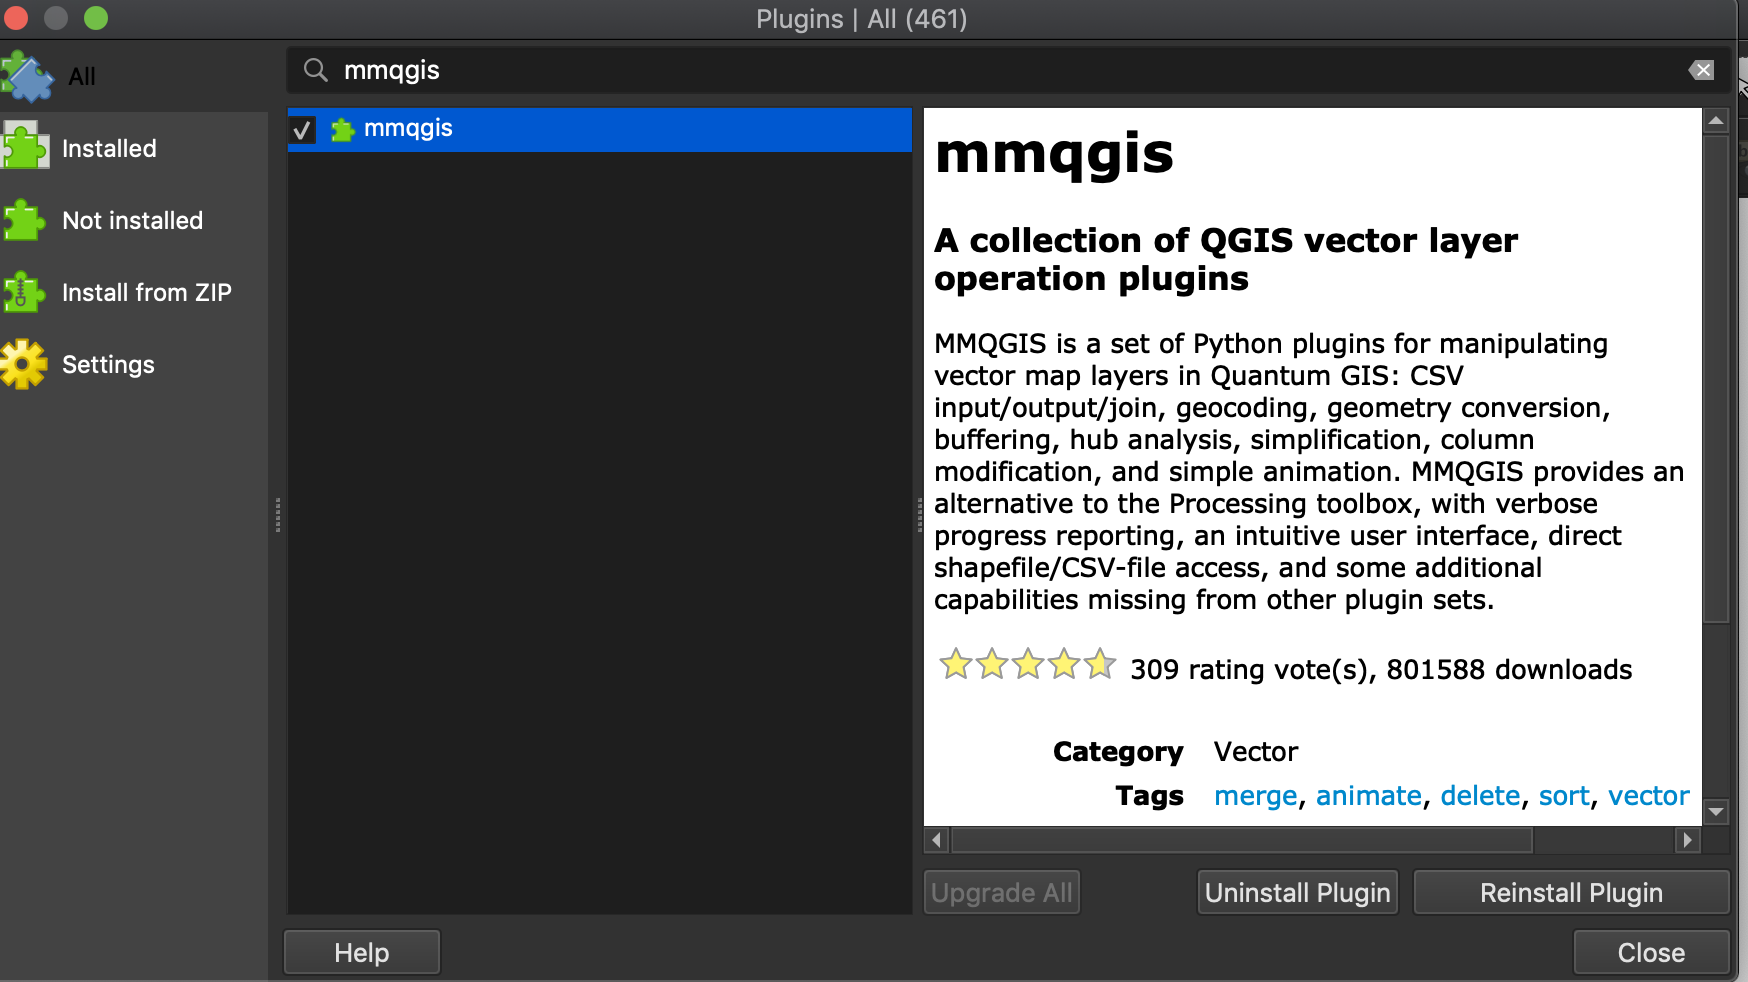 Plugins | All (461)
All
Installed
Not installed
Install from ZIP
Settings
mmqgis
mmqgis
mmqgis
A collection of QGIS vector layer
operation plugins
MMQGIS is a set of Python plugins for manipulating
vector map layers in Quantum GIS: CSV
input/output/join, geocoding, geometry conversion,
buffering, hub analysis, simplification, column
modification, and simple animation. MMQGIS provides an
alternative to the Processing toolbox, with verbose
progress reporting, an intuitive user interface, direct
shapefile/CSV-file access, and some additional
capabilities missing from other plugin sets.
309 rating vote(s), 801588 downloads
Category Vector
Tags merge, animate, delete, sort, vector
Upgrade All
Uninstall Plugin
Reinstall Plugin
Help
Close